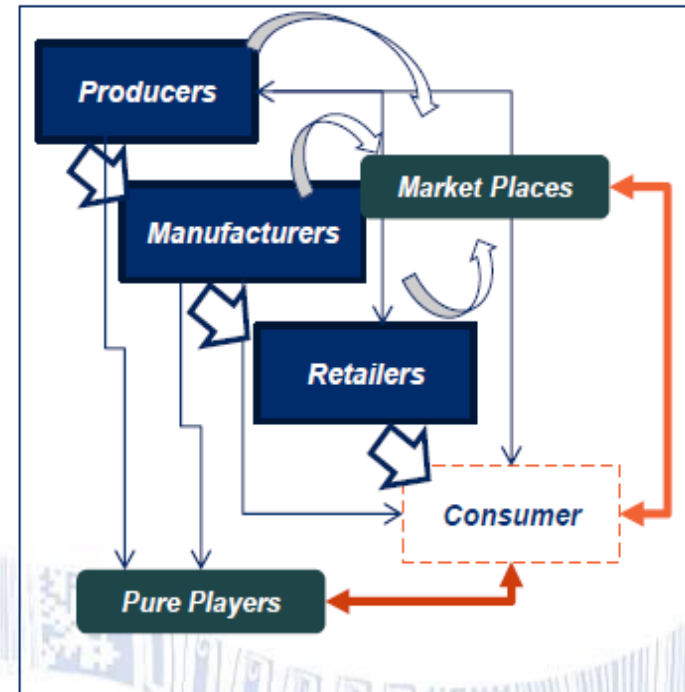 Producers
Market Places
Manufacturers
Retailers
Consumer
Pure Players